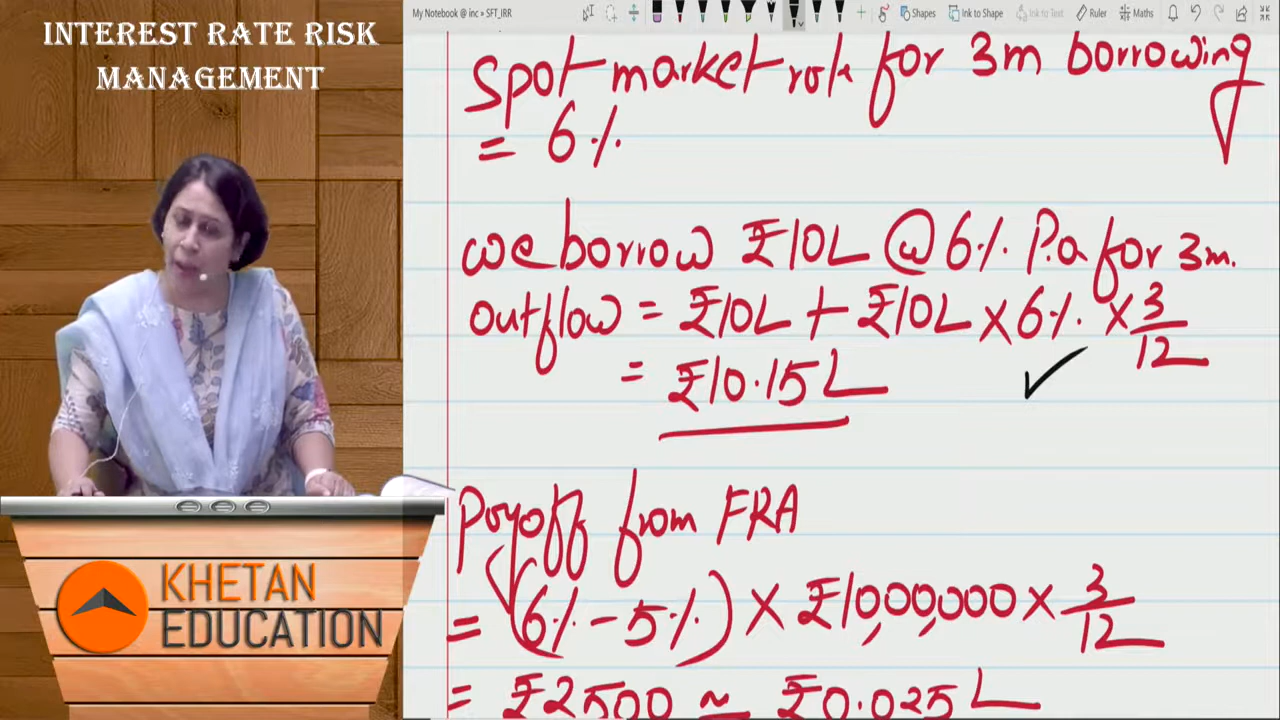 INTEREST RATE RISK
MANAGEMENT
KHETAN
EDUCATION
My Notebook @ inc » SFT_IRR
Shapes
Ink to Shape
Ink to Text
Ruler
Maths
Spot market rate for 3m borrowing
= 6%
we borrow ₹10L @ 6% P.a for 3m.
outflow = ₹10L + ₹10L × 6% × 3/12
= ₹10.15L ✓
Payoff from FRA
= (6% - 5%) × ₹10,00,000 × 3/12
= ₹2500 ≈ ₹0.025L